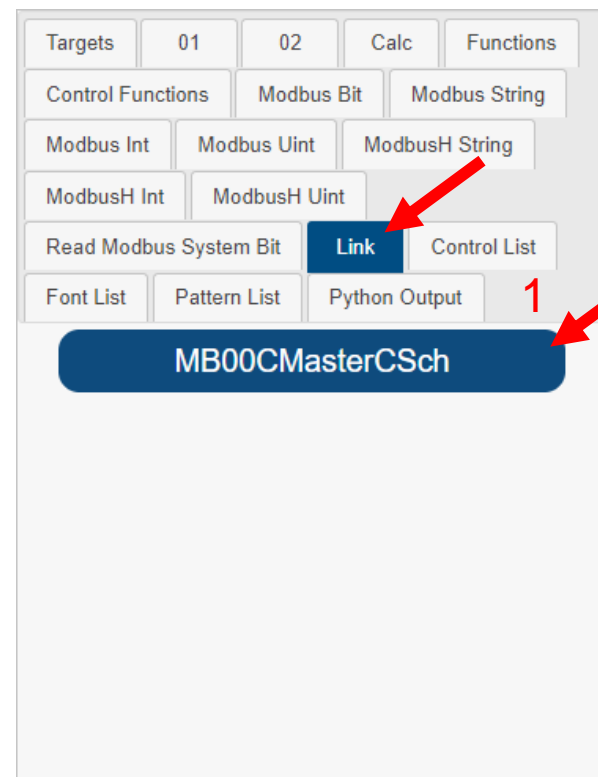 Targets 01 02 Calc Functions
Control Functions Modbus Bit Modbus String
Modbus Int Modbus Uint ModbusH String
ModbusH Int ModbusH Uint
Read Modbus System Bit Link Control List
Font List Pattern List Python Output 1
MB00CMasterCSch